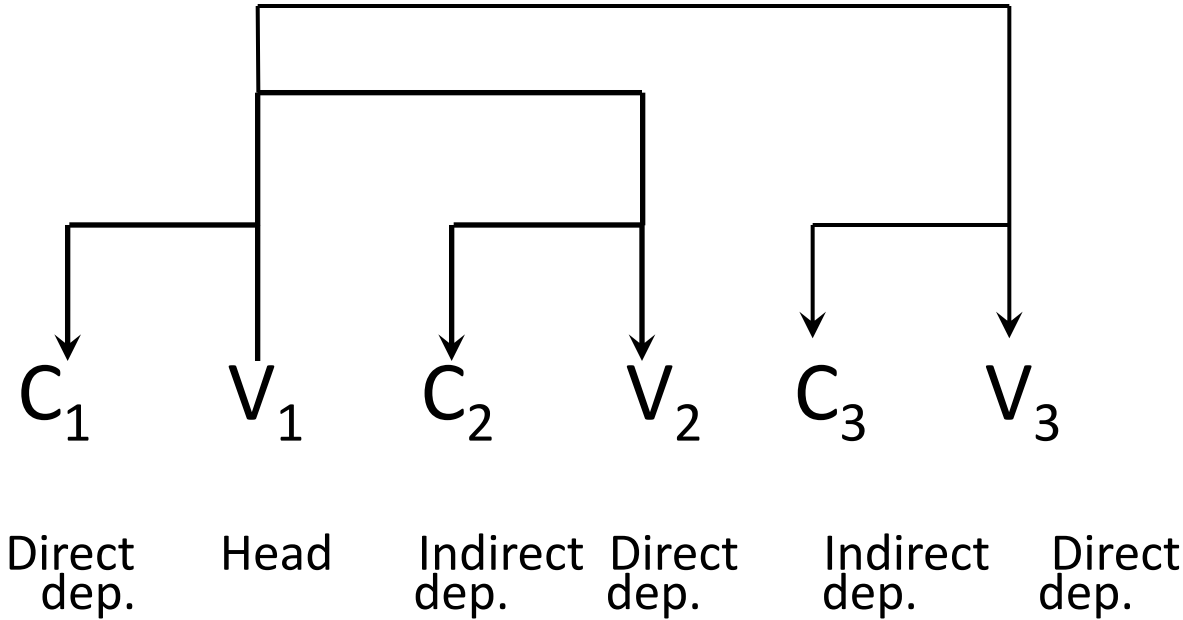 C₁ V₁ C₂ V₂ C₃ V₃
Direct Head Indirect Direct Indirect Direct
dep. dep. dep. dep. dep.